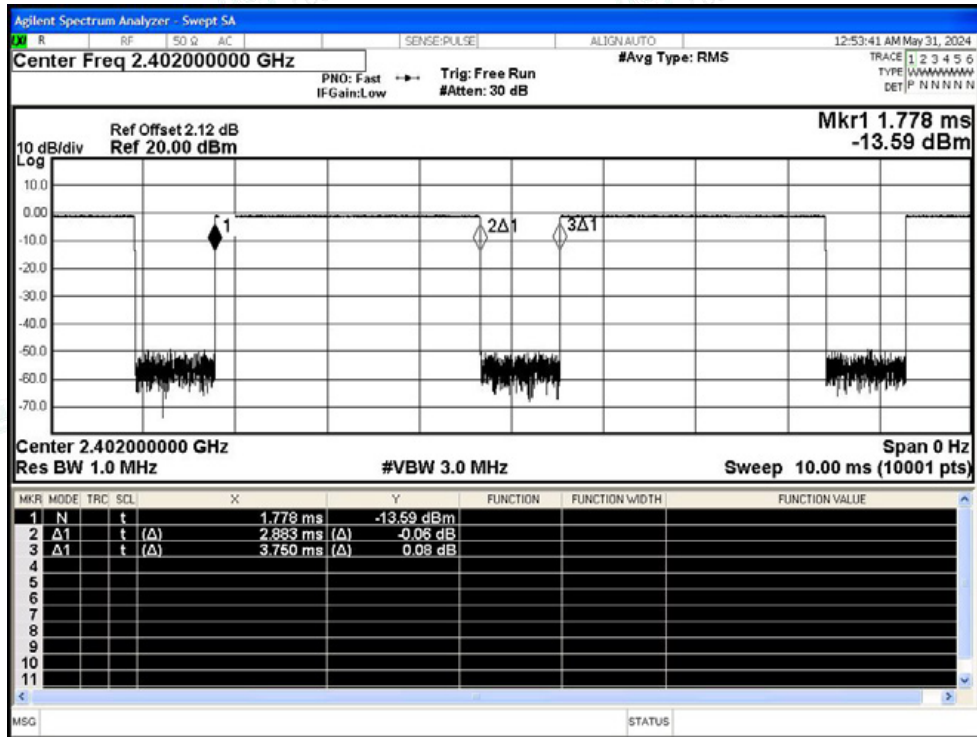 Agilent Spectrum Analyzer - Swept SA
R RF 50 Ω AC SENSE:PULSE ALIGN AUTO 12:53:41 AM May 31, 2024
Center Freq 2.402000000 GHz #Avg Type: RMS TRACE 1 2 3 4 5 6
PNO: Fast Trig: Free Run TYPE WWWWWW
IFGain:Low #Atten: 30 dB DET P N N N N N
Mkr1 1.778 ms
Ref Offset 2.12 dB
-13.59 dBm
10 dB/div Ref 20.00 dBm
Log
10.0
0.00
1 2Δ1 3Δ1
-10.0
-20.0
-30.0
-40.0
-50.0
-60.0
-70.0
Center 2.402000000 GHz Span 0 Hz
Res BW 1.0 MHz #VBW 3.0 MHz Sweep 10.00 ms (10001 pts)
MKR MODE TRC SCL X Y FUNCTION FUNCTION WIDTH FUNCTION VALUE
1 N t 1.778 ms -13.59 dBm
2 Δ1 t (Δ) 2.883 ms (Δ) -0.06 dB
3 Δ1 t (Δ) 3.750 ms (Δ) 0.08 dB
4
5
6
7
8
9
10
11
MSG STATUS